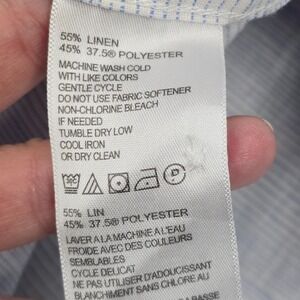 55% LINEN
45% 37.5® POLYESTER
MACHINE WASH COLD
WITH LIKE COLORS
GENTLE CYCLE
DO NOT USE FABRIC SOFTENER
NON-CHLORINE BLEACH
IF NEEDED
TUMBLE DRY LOW
COOL IRON
OR DRY CLEAN
P
55% LIN
45% 37.5® POLYESTER
LAVER A LA MACHINE A L'EAU
FROIDE AVEC DES COULEURS
SEMBLABLES
CYCLE DELICAT
NE PAS UTILISER D'ADOUCISSANT
BLANCHIMENT SANS
BASSE